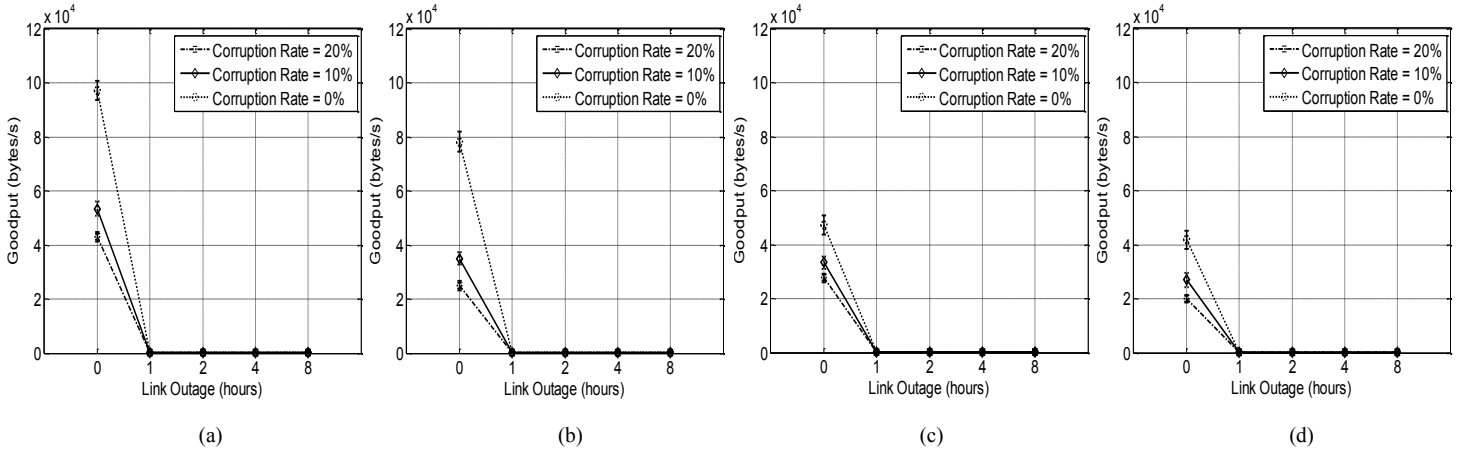 x 10^4
12
10
8
6
4
2
0
0 1 2 4 8
Goodput (bytes/s)
Link Outage (hours)
Corruption Rate = 20%
Corruption Rate = 10%
Corruption Rate = 0%
(a)
x 10^4
12
10
8
6
4
2
0
0 1 2 4 8
Goodput (bytes/s)
Link Outage (hours)
Corruption Rate = 20%
Corruption Rate = 10%
Corruption Rate = 0%
(b)
x 10^4
12
10
8
6
4
2
0
0 1 2 4 8
Goodput (bytes/s)
Link Outage (hours)
Corruption Rate = 20%
Corruption Rate = 10%
Corruption Rate = 0%
(c)
x 10^4
12
10
8
6
4
2
0
0 1 2 4 8
Goodput (bytes/s)
Link Outage (hours)
Corruption Rate = 20%
Corruption Rate = 10%
Corruption Rate = 0%
(d)